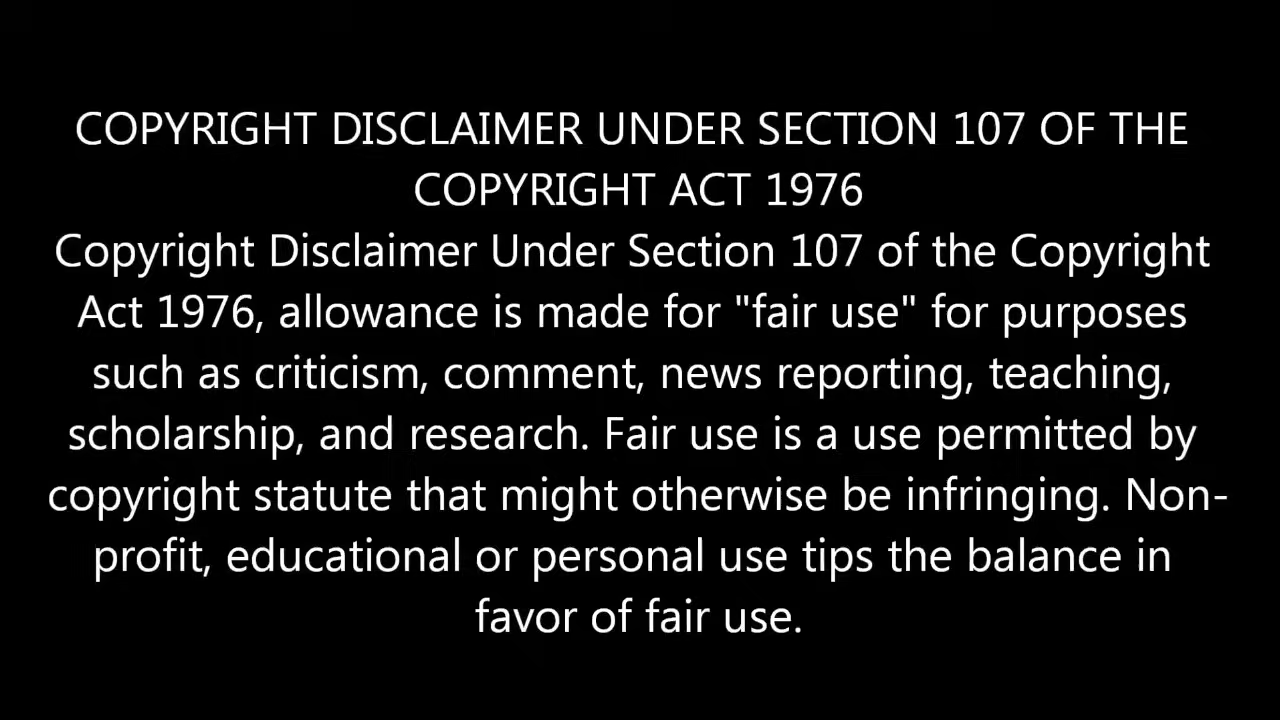 COPYRIGHT DISCLAIMER UNDER SECTION 107 OF THE
COPYRIGHT ACT 1976
Copyright Disclaimer Under Section 107 of the Copyright
Act 1976, allowance is made for "fair use" for purposes
such as criticism, comment, news reporting, teaching,
scholarship, and research. Fair use is a use permitted by
copyright statute that might otherwise be infringing. Non-
profit, educational or personal use tips the balance in
favor of fair use.